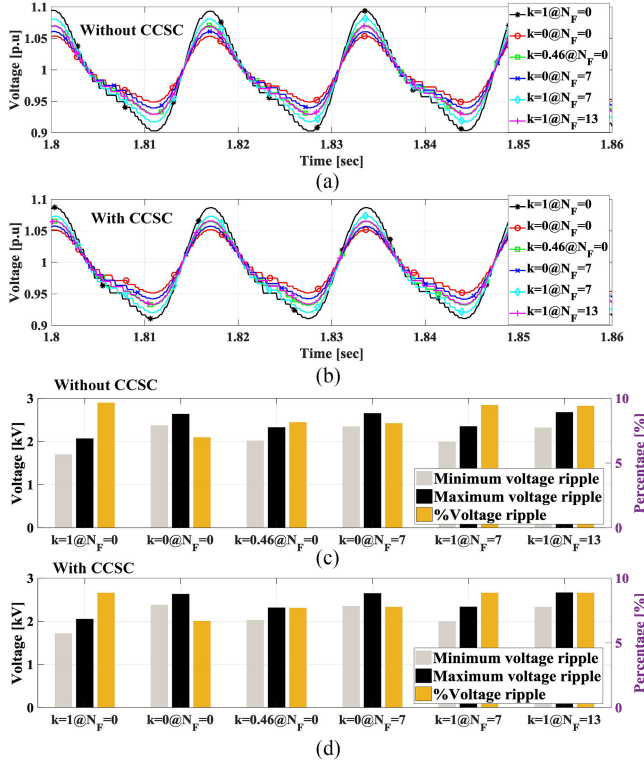 1.1
1.05
1
0.95
0.9
Voltage [p.u]
Without CCSC
k=1@N_F=0
k=0@N_F=0
k=0.46@N_F=0
k=0@N_F=7
k=1@N_F=7
k=1@N_F=13
1.8 1.81 1.82 1.83 1.84 1.85 1.86
Time [sec]
(a)
1.1
1.05
1
0.95
0.9
Voltage [p.u]
With CCSC
k=1@N_F=0
k=0@N_F=0
k=0.46@N_F=0
k=0@N_F=7
k=1@N_F=7
k=1@N_F=13
1.8 1.81 1.82 1.83 1.84 1.85 1.86
Time [sec]
(b)
Without CCSC
3
2
1
0
Voltage [kV]
10
5
0
Percentage [%]
Minimum voltage ripple
Maximum voltage ripple
%Voltage ripple
k=1@N_F=0 k=0@N_F=0 k=0.46@N_F=0 k=0@N_F=7 k=1@N_F=7 k=1@N_F=13
(c)
With CCSC
3
2
1
0
Voltage [kV]
10
5
0
Percentage [%]
Minimum voltage ripple
Maximum voltage ripple
%Voltage ripple
k=1@N_F=0 k=0@N_F=0 k=0.46@N_F=0 k=0@N_F=7 k=1@N_F=7 k=1@N_F=13
(d)